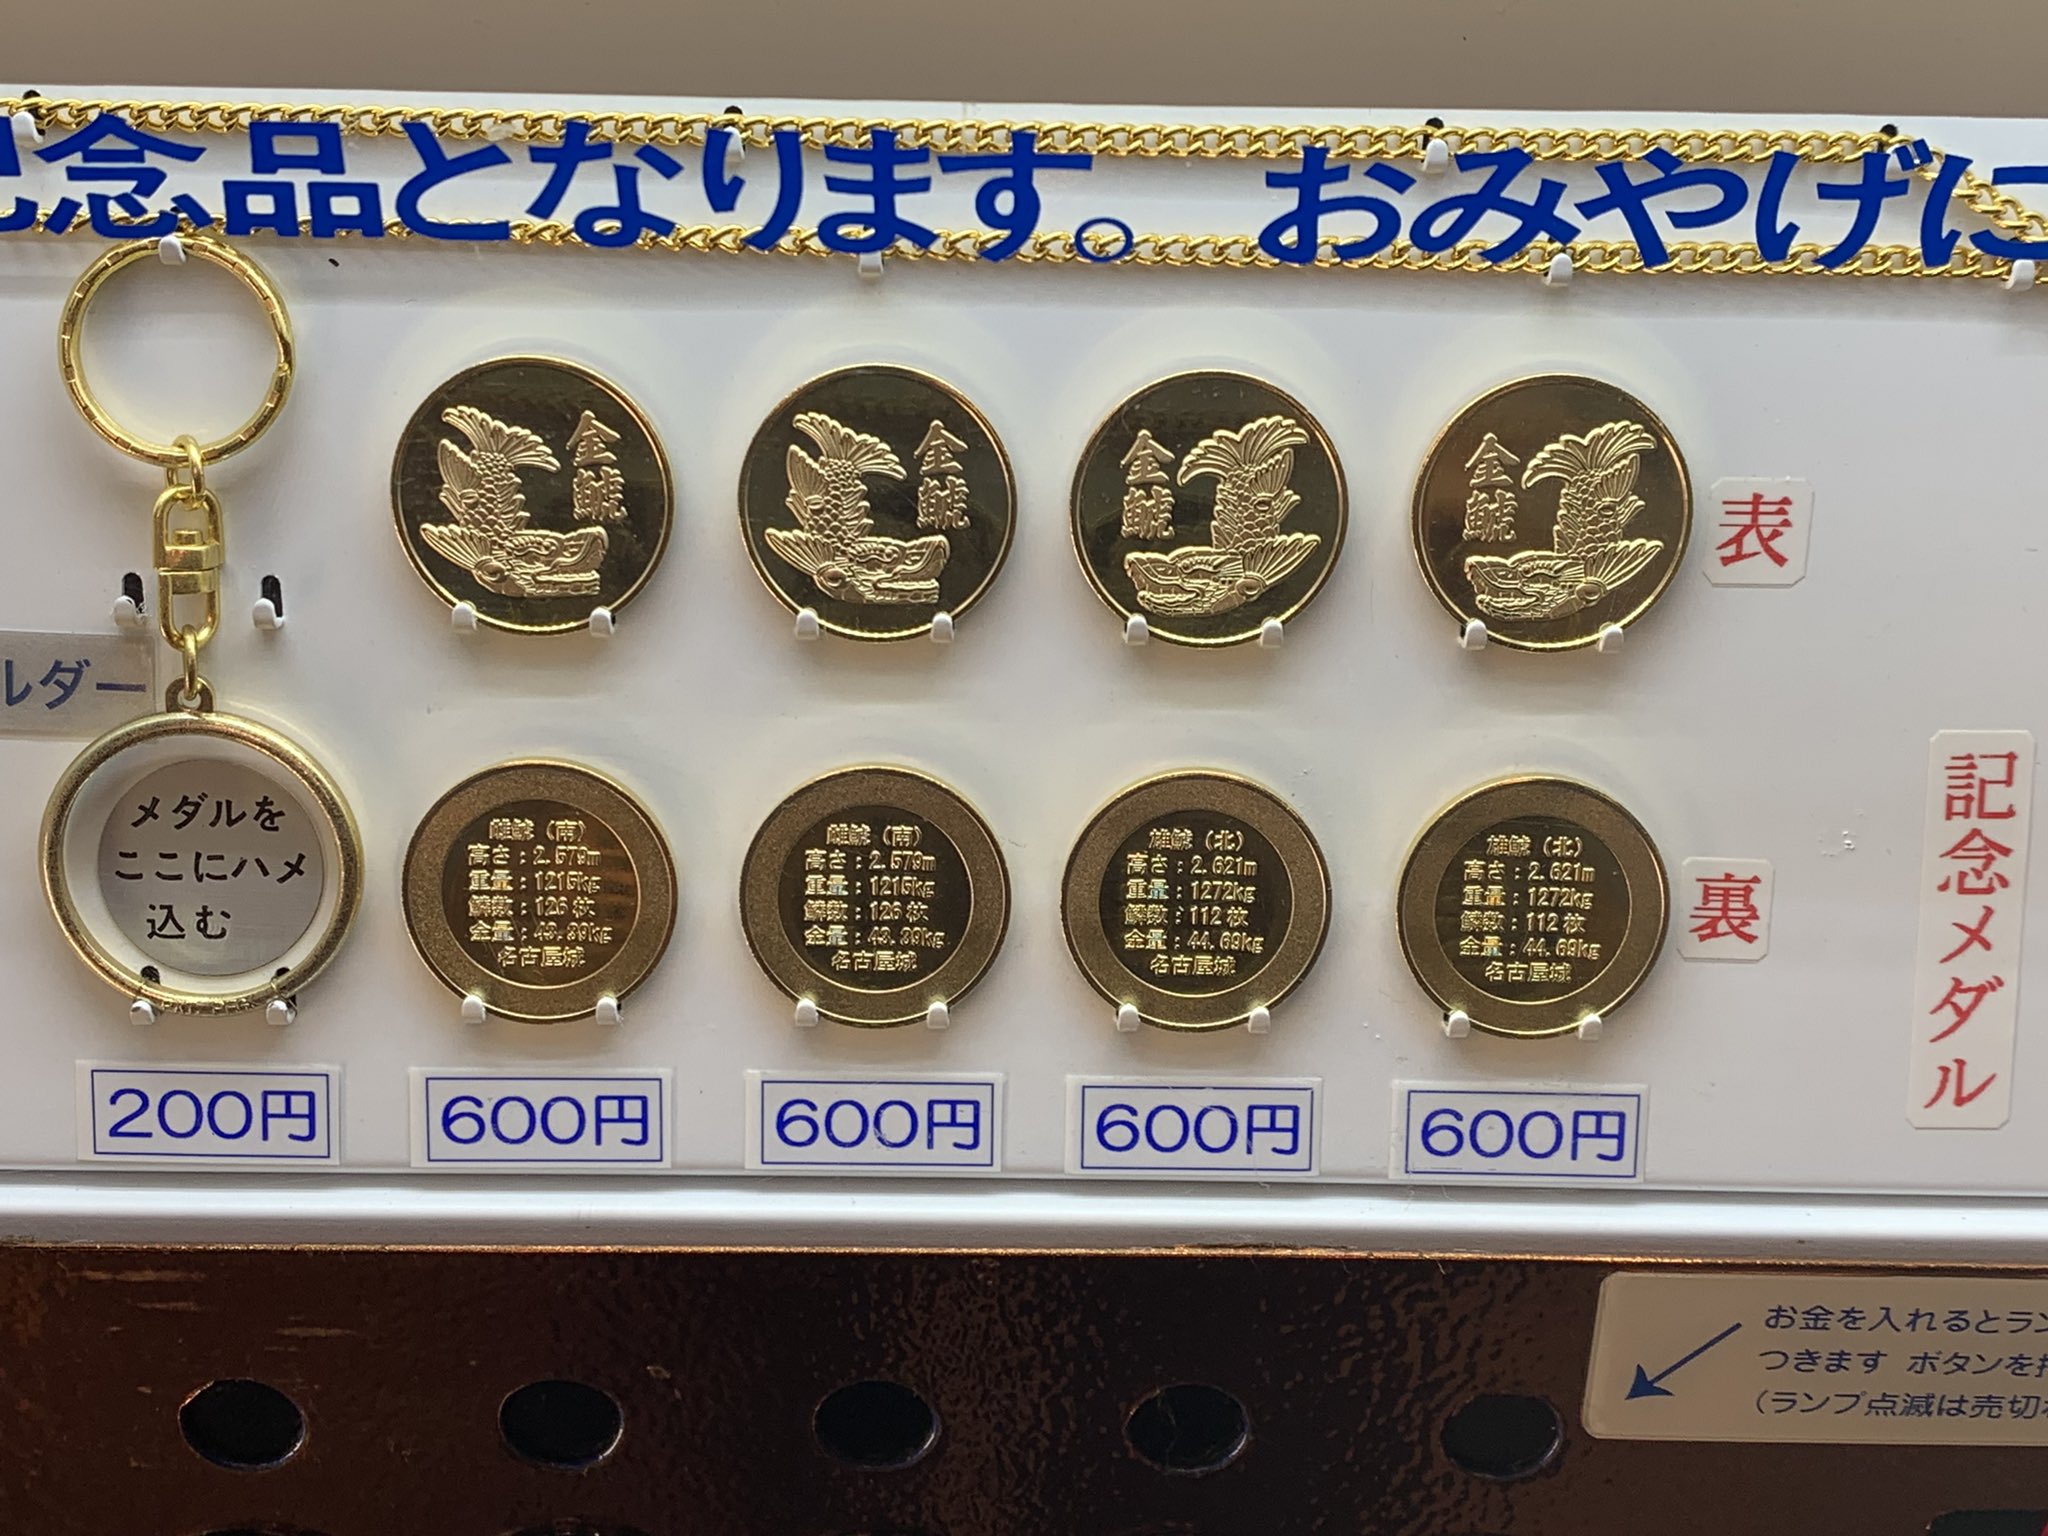 記念品となります。おみやげに
金鯱
金鯱
金鯱
金鯱
表
ルダー
メダルを
ここにハメ
込む
雌鯱(南)
高さ:2.579m
重量:1215kg
鱗数:126枚
金量:43.39kg
名古屋城
雌鯱(南)
高さ:2.579m
重量:1215kg
鱗数:126枚
金量:43.39kg
名古屋城
雄鯱(北)
高さ:2.621m
重量:1272kg
鱗数:112枚
金量:44.69kg
名古屋城
雄鯱(北)
高さ:2.621m
重量:1272kg
鱗数:112枚
金量:44.69kg
名古屋城
裏
記念メダル
200円
600円
600円
600円
600円
お金を入れるとラン
つきます ボタンを押
(ランプ点滅は売切